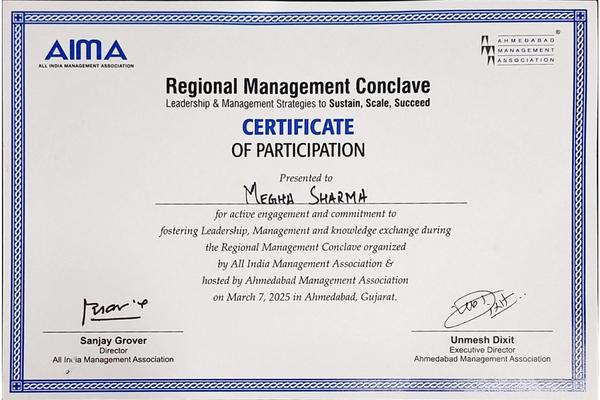 AIMA
ALL INDIA MANAGEMENT ASSOCIATION
AHMEDABAD
MANAGEMENT
ASSOCIATION
®
Regional Management Conclave
Leadership & Management Strategies to Sustain, Scale, Succeed
CERTIFICATE
OF PARTICIPATION
Presented to
MEGHA SHARMA
for active engagement and commitment to
fostering Leadership, Management and knowledge exchange during
the Regional Management Conclave organized
by All India Management Association &
hosted by Ahmedabad Management Association
on March 7, 2025 in Ahmedabad, Gujarat.
Sanjay Grover
Director
All India Management Association
Unmesh Dixit
Executive Director
Ahmedabad Management Association